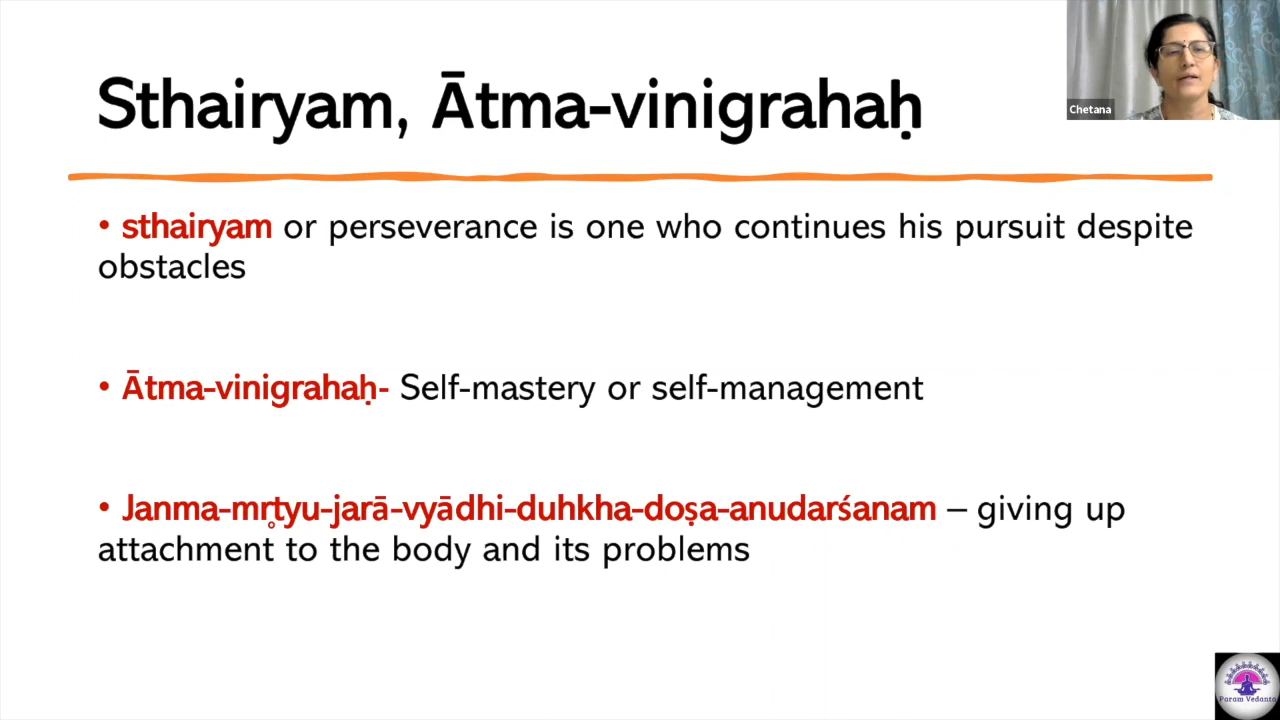 Sthairyam, Ātma-vinigrahaḥ
Chetana
• sthairyam or perseverance is one who continues his pursuit despite
obstacles
• Ātma-vinigrahaḥ- Self-mastery or self-management
• Janma-mr̥tyu-jarā-vyādhi-duhkha-doṣa-anudarśanam – giving up
attachment to the body and its problems
Param Vedanta